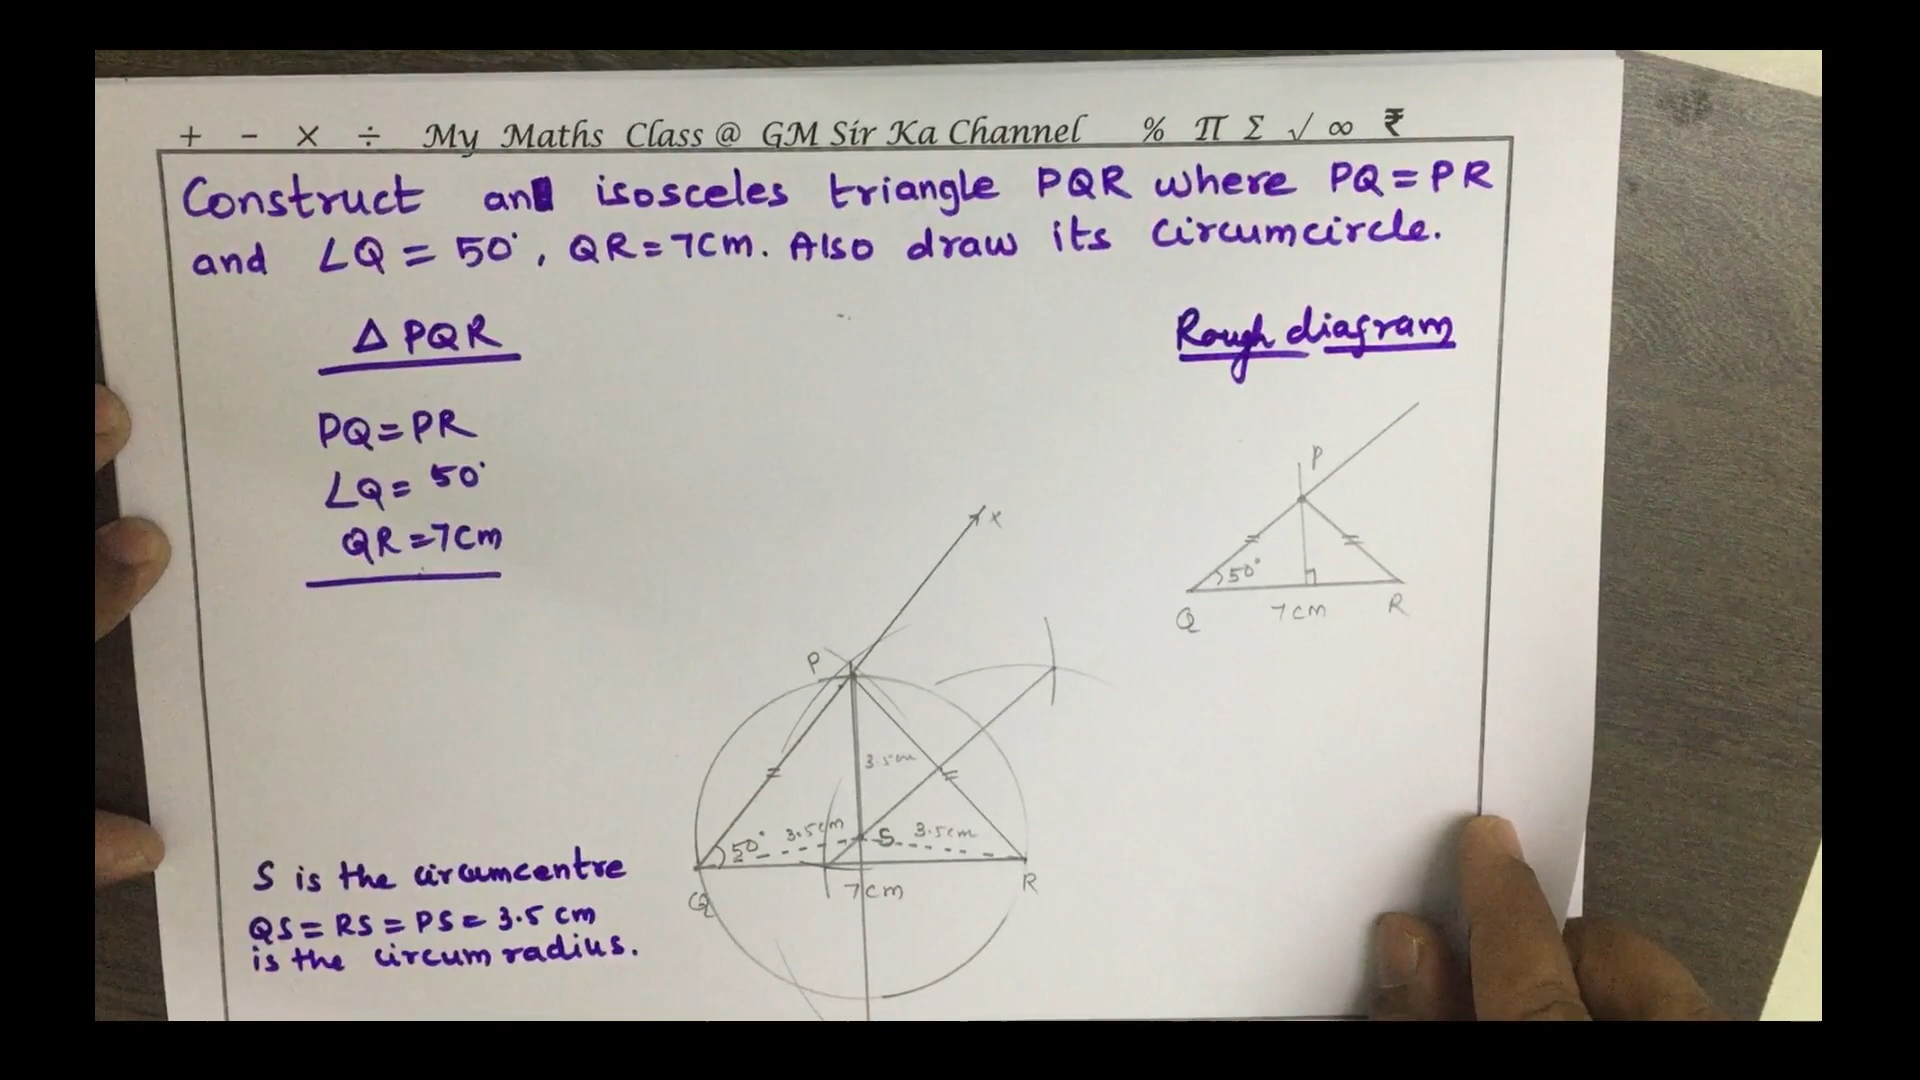 + - × ÷ My Maths Class @ GM Sir Ka Channel % Π Σ √ ∞ ₹
Construct an isosceles triangle PQR where PQ = PR
and ∠Q = 50°, QR = 7cm. Also draw its circumcircle.
Δ PQR
Rough diagram
PQ = PR
∠Q = 50°
QR = 7cm
P
50°
Q
7cm
R
X
P
3.5cm
50°
3.5cm
S
3.5cm
Q
7cm
R
S is the circumcentre
QS = RS = PS = 3.5 cm
is the circum radius.